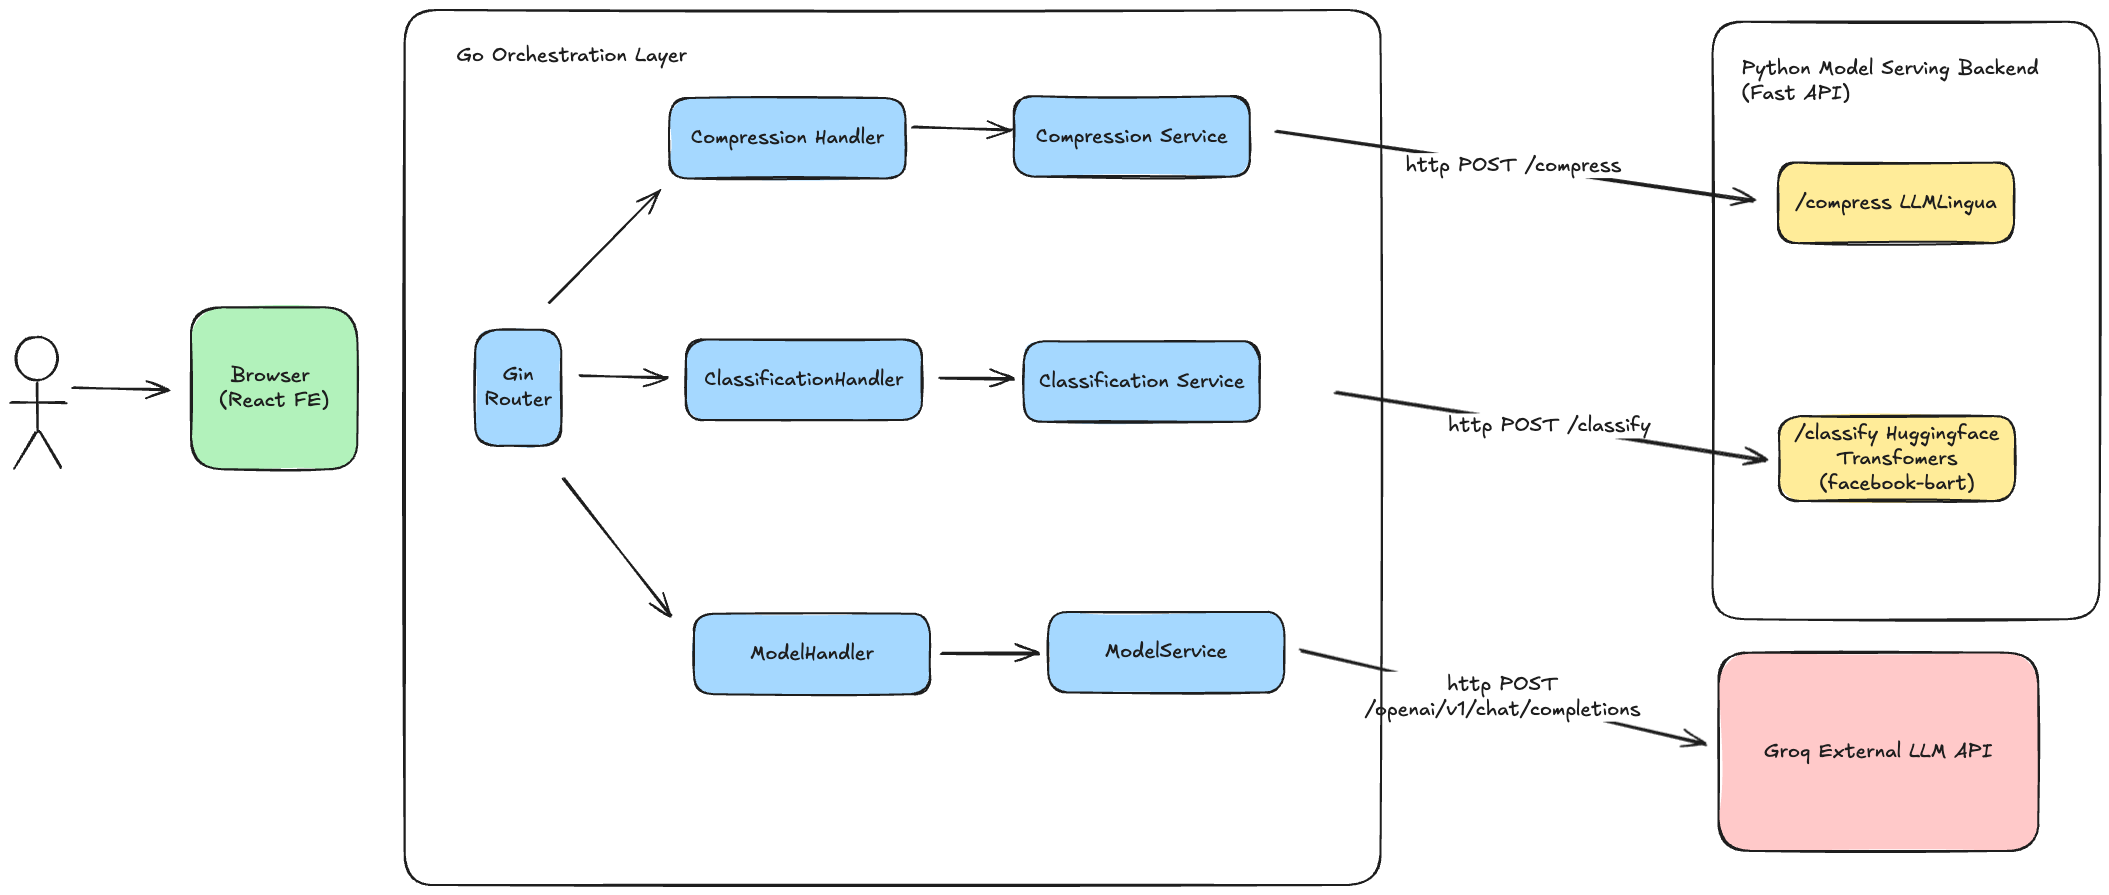 Go Orchestration Layer
Python Model Serving Backend
(Fast API)
Compression Handler
Compression Service
http POST /compress
/compress LLMLingua
Browser
(React FE)
Gin
Router
ClassificationHandler
Classification Service
http POST /classify
/classify Huggingface
Transfomers
(facebook-bart)
ModelHandler
ModelService
http POST
/openai/v1/chat/completions
Groq External LLM API